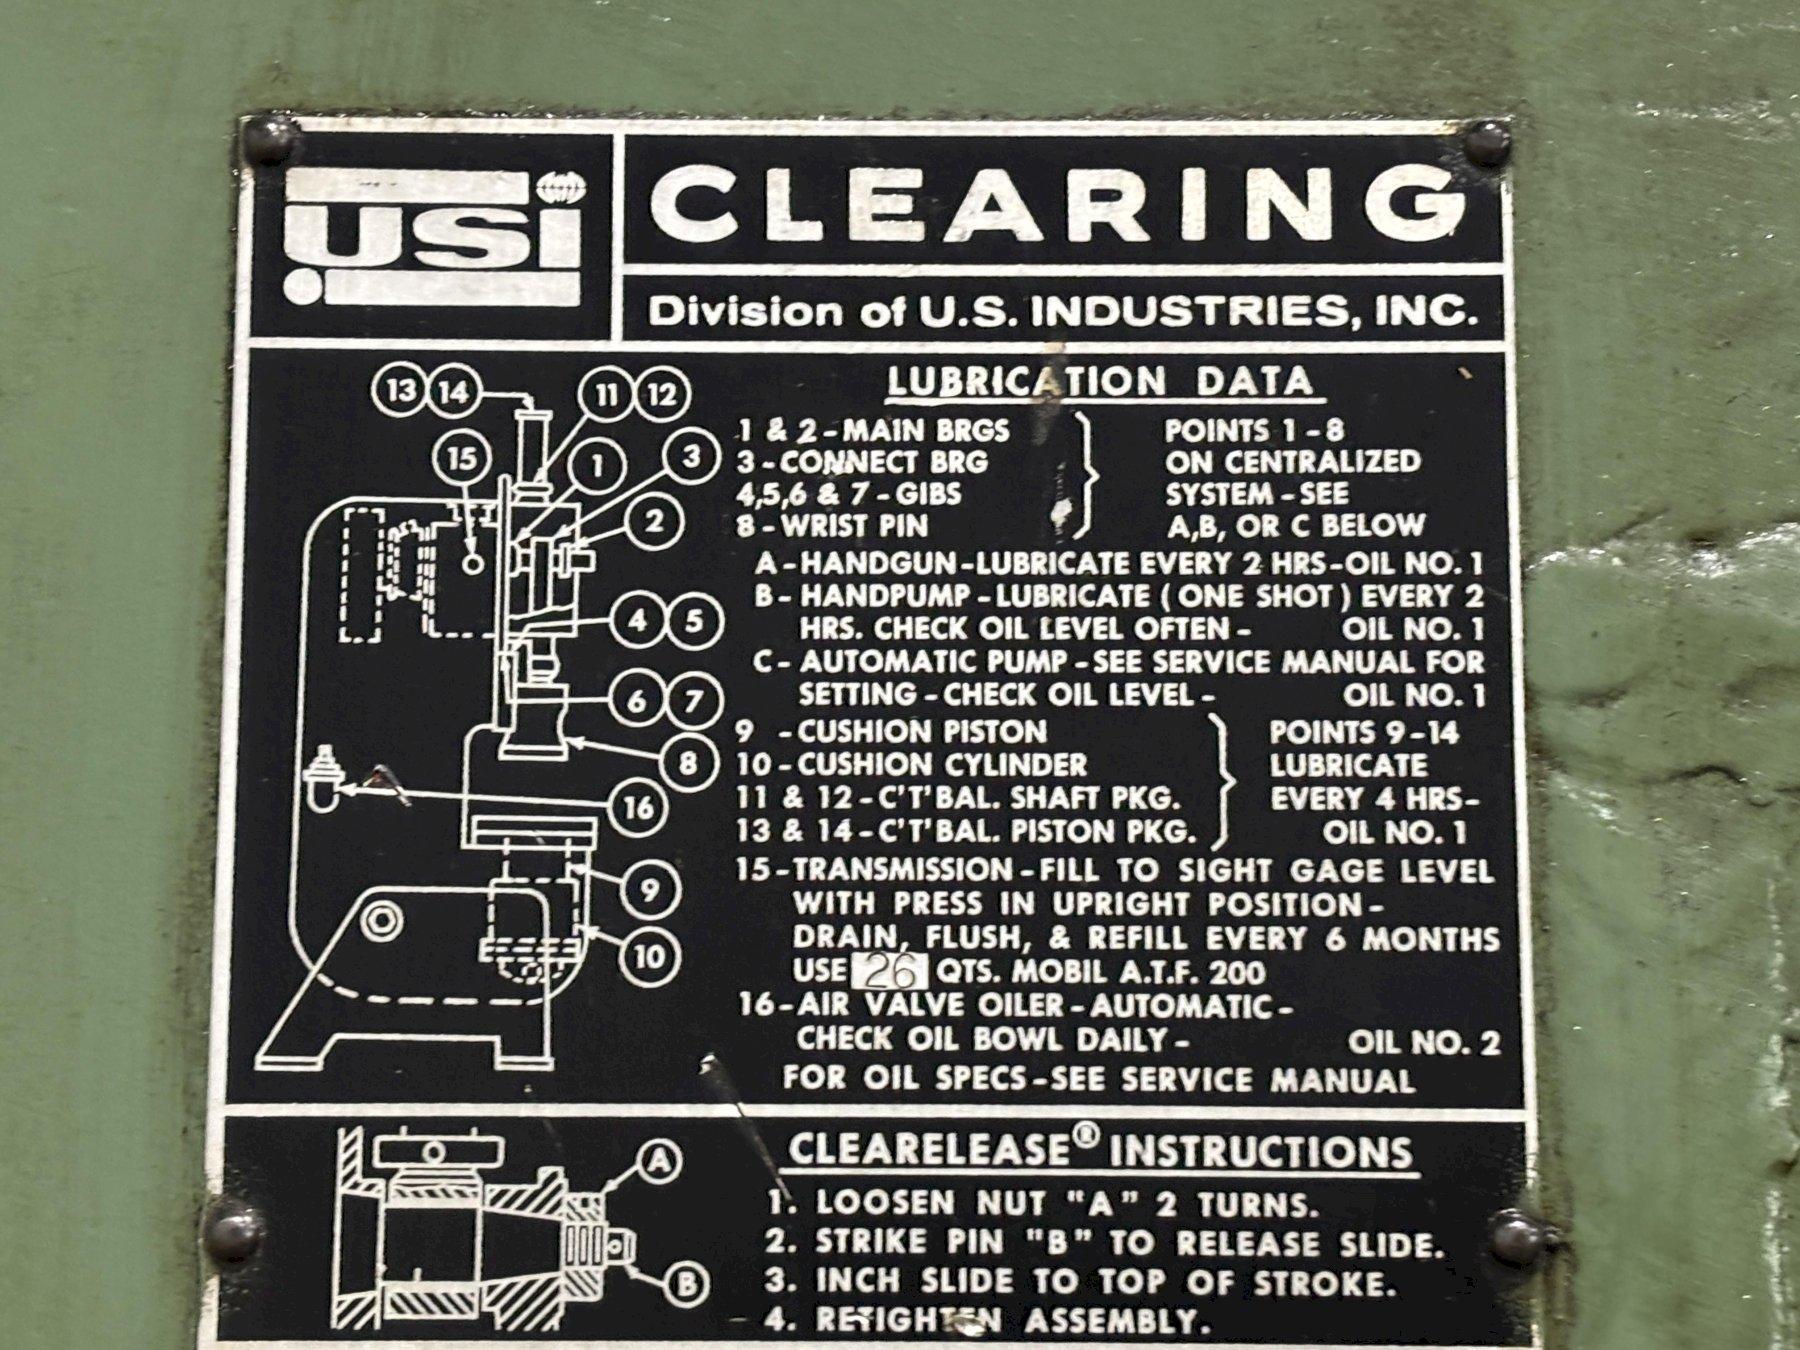 USI
CLEARING
Division of U.S. INDUSTRIES, INC.
LUBRICATION DATA
13 14 11 12
15 1 3
2
4 5
6 7
8
16
9
10
1 & 2 - MAIN BRGS
3 - CONNECT BRG
4,5,6 & 7 - GIBS
8 - WRIST PIN
POINTS 1 - 8
ON CENTRALIZED
SYSTEM - SEE
A,B, OR C BELOW
A - HANDGUN - LUBRICATE EVERY 2 HRS - OIL NO. 1
B - HANDPUMP - LUBRICATE ( ONE SHOT ) EVERY 2
HRS. CHECK OIL LEVEL OFTEN - OIL NO. 1
C - AUTOMATIC PUMP - SEE SERVICE MANUAL FOR
SETTING - CHECK OIL LEVEL - OIL NO. 1
9 - CUSHION PISTON
10 - CUSHION CYLINDER
11 & 12 - C'T'BAL. SHAFT PKG.
13 & 14 - C'T'BAL. PISTON PKG.
POINTS 9 - 14
LUBRICATE
EVERY 4 HRS-
OIL NO. 1
15 - TRANSMISSION - FILL TO SIGHT GAGE LEVEL
WITH PRESS IN UPRIGHT POSITION -
DRAIN, FLUSH, & REFILL EVERY 6 MONTHS
USE 26 QTS. MOBIL A.T.F. 200
16 - AIR VALVE OILER - AUTOMATIC -
CHECK OIL BOWL DAILY - OIL NO. 2
FOR OIL SPECS - SEE SERVICE MANUAL
A
B
CLEARELEASE® INSTRUCTIONS
1. LOOSEN NUT "A" 2 TURNS.
2. STRIKE PIN "B" TO RELEASE SLIDE.
3. INCH SLIDE TO TOP OF STROKE.
4. RETIGHTEN ASSEMBLY.